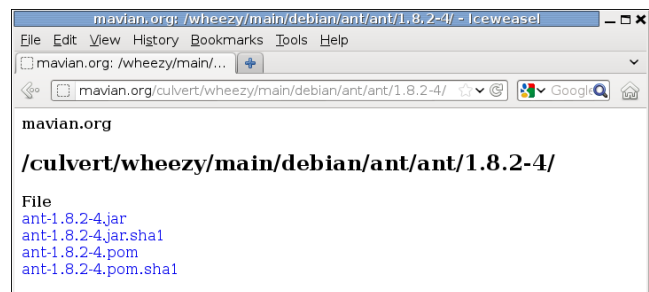 mavian.org: /wheezy/main/debian/ant/ant/1.8.2-4/ - Iceweasel
File Edit View History Bookmarks Tools Help
mavian.org: /wheezy/main/...
mavian.org/culvert/wheezy/main/debian/ant/ant/1.8.2-4/ Google
mavian.org
/culvert/wheezy/main/debian/ant/ant/1.8.2-4/
File
ant-1.8.2-4.jar
ant-1.8.2-4.jar.sha1
ant-1.8.2-4.pom
ant-1.8.2-4.pom.sha1